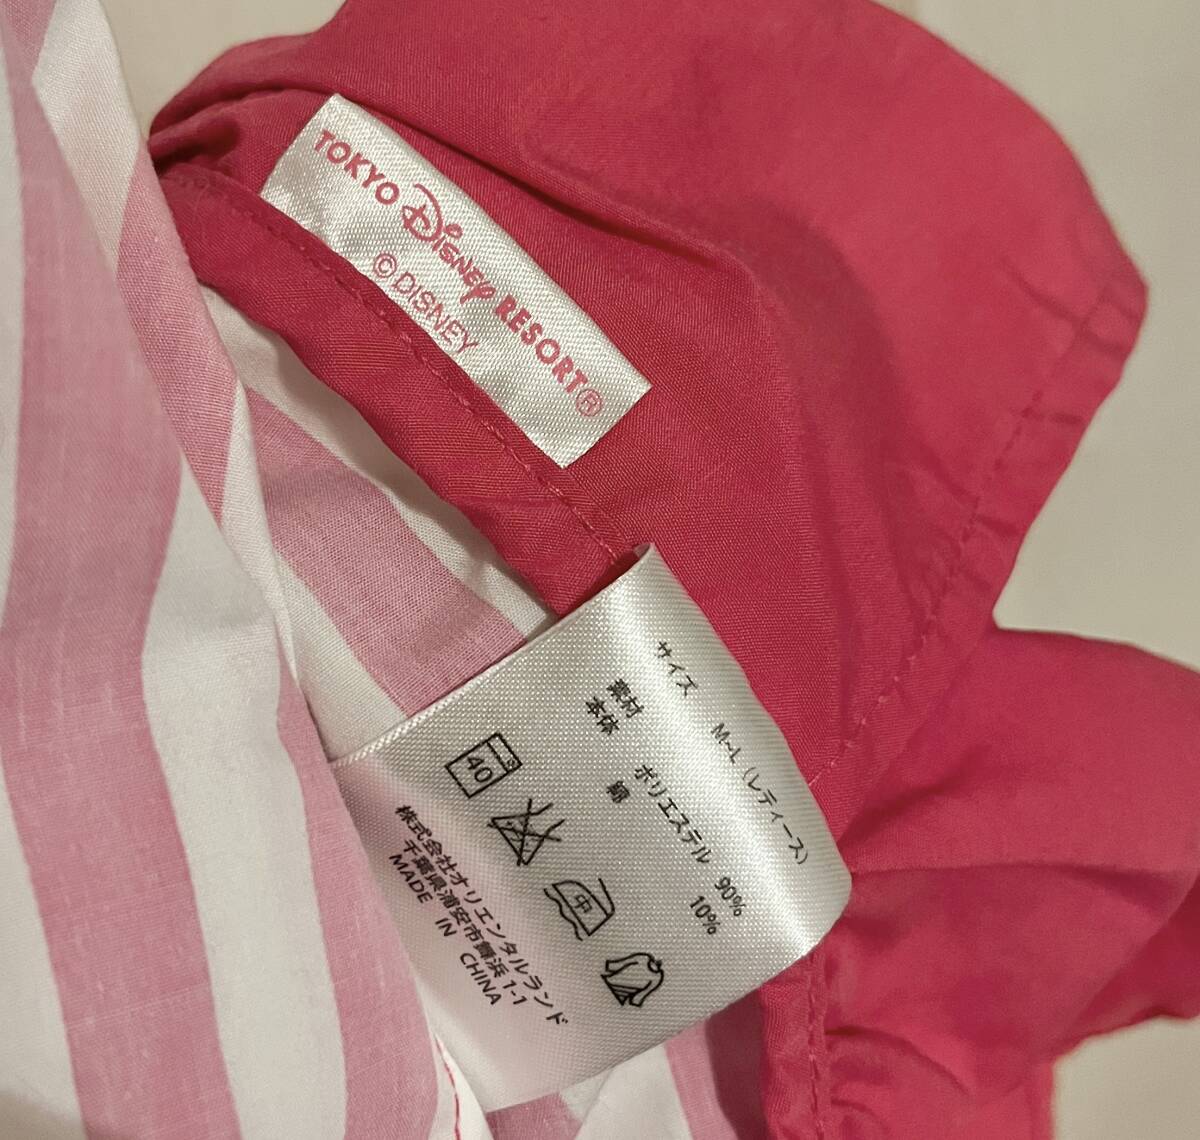 TOKYO DISNEY RESORT®
© DISNEY
サイズ M~L (レディース)
素材
本体 ポリエステル 90%
綿 10%
40
中
株式会社オリエンタルランド
千葉県浦安市舞浜1-1
MADE IN CHINA